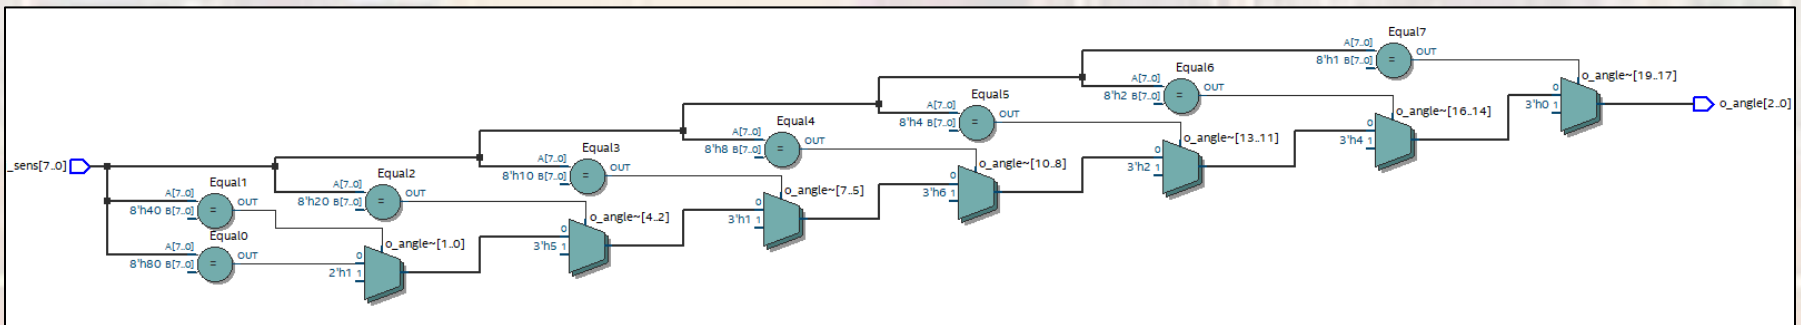 Equal7
A[7..0]
8'h1 B[7..0]
OUT
o_angle~[19..17]
0
3'h0 1
o_angle[2..0]
Equal6
A[7..0]
8'h2 B[7..0]
OUT
o_angle~[16..14]
0
3'h4 1
Equal5
A[7..0]
8'h4 B[7..0]
OUT
o_angle~[13..11]
0
3'h2 1
Equal4
A[7..0]
8'h8 B[7..0]
OUT
o_angle~[10..8]
0
3'h6 1
Equal3
A[7..0]
8'h10 B[7..0]
OUT
o_angle~[7..5]
0
3'h1 1
Equal2
A[7..0]
8'h20 B[7..0]
OUT
o_angle~[4..2]
0
3'h5 1
_sens[7..0]
Equal1
A[7..0]
8'h40 B[7..0]
OUT
Equal0
A[7..0]
8'h80 B[7..0]
OUT
o_angle~[1..0]
0
2'h1 1
=
=
=
=
=
=
=
=